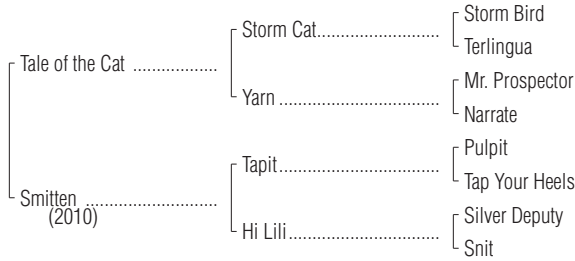 Storm Bird
Storm Cat..............................
Terlingua
Tale of the Cat .................
Mr. Prospector
Yarn ................................
Narrate
Pulpit
Tapit................................
Tap Your Heels
Smitten ..........................
(2010)
Silver Deputy
Hi Lili..............................
Snit